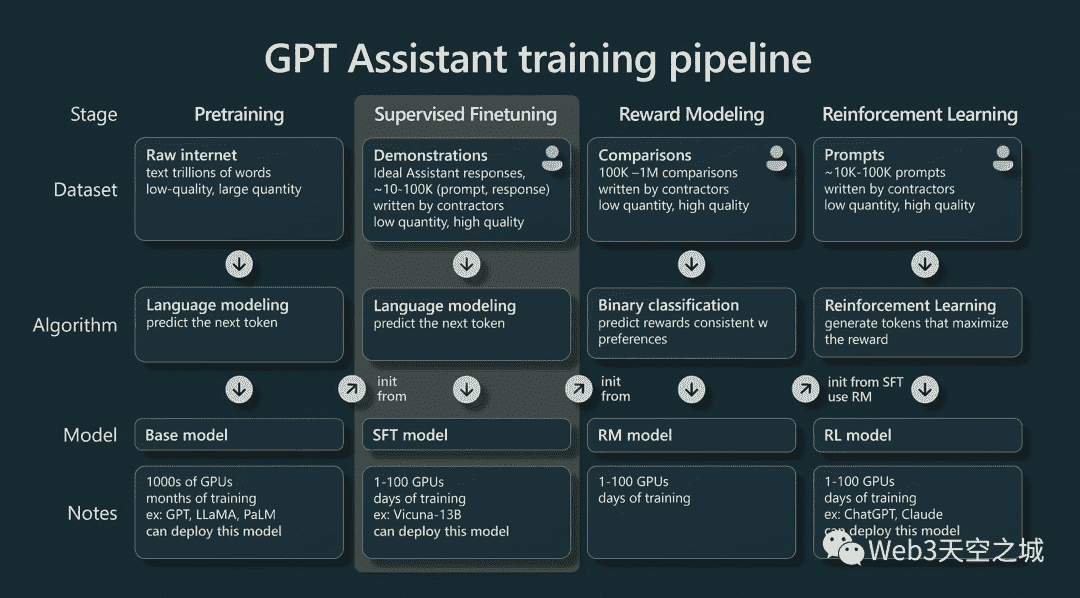 GPT Assistant training pipeline
Stage
Pretraining
Supervised Finetuning
Reward Modeling
Reinforcement Learning
Dataset
Raw internet
text trillions of words
low-quality, large quantity
Demonstrations
Ideal Assistant responses,
~10-100K (prompt, response)
written by contractors
low quantity, high quality
Comparisons
100K –1M comparisons
written by contractors
low quantity, high quality
Prompts
~10K-100K prompts
written by contractors
low quantity, high quality
Algorithm
Language modeling
predict the next token
Language modeling
predict the next token
Binary classification
predict rewards consistent w
preferences
Reinforcement Learning
generate tokens that maximize
the reward
init
from
init
from
init from SFT
use RM
Model
Base model
SFT model
RM model
RL model
Notes
1000s of GPUs
months of training
ex: GPT, LLaMA, PaLM
can deploy this model
1-100 GPUs
days of training
ex: Vicuna-13B
can deploy this model
1-100 GPUs
days of training
1-100 GPUs
days of training
ex: ChatGPT, Claude
can deploy this model
Web3天空之城